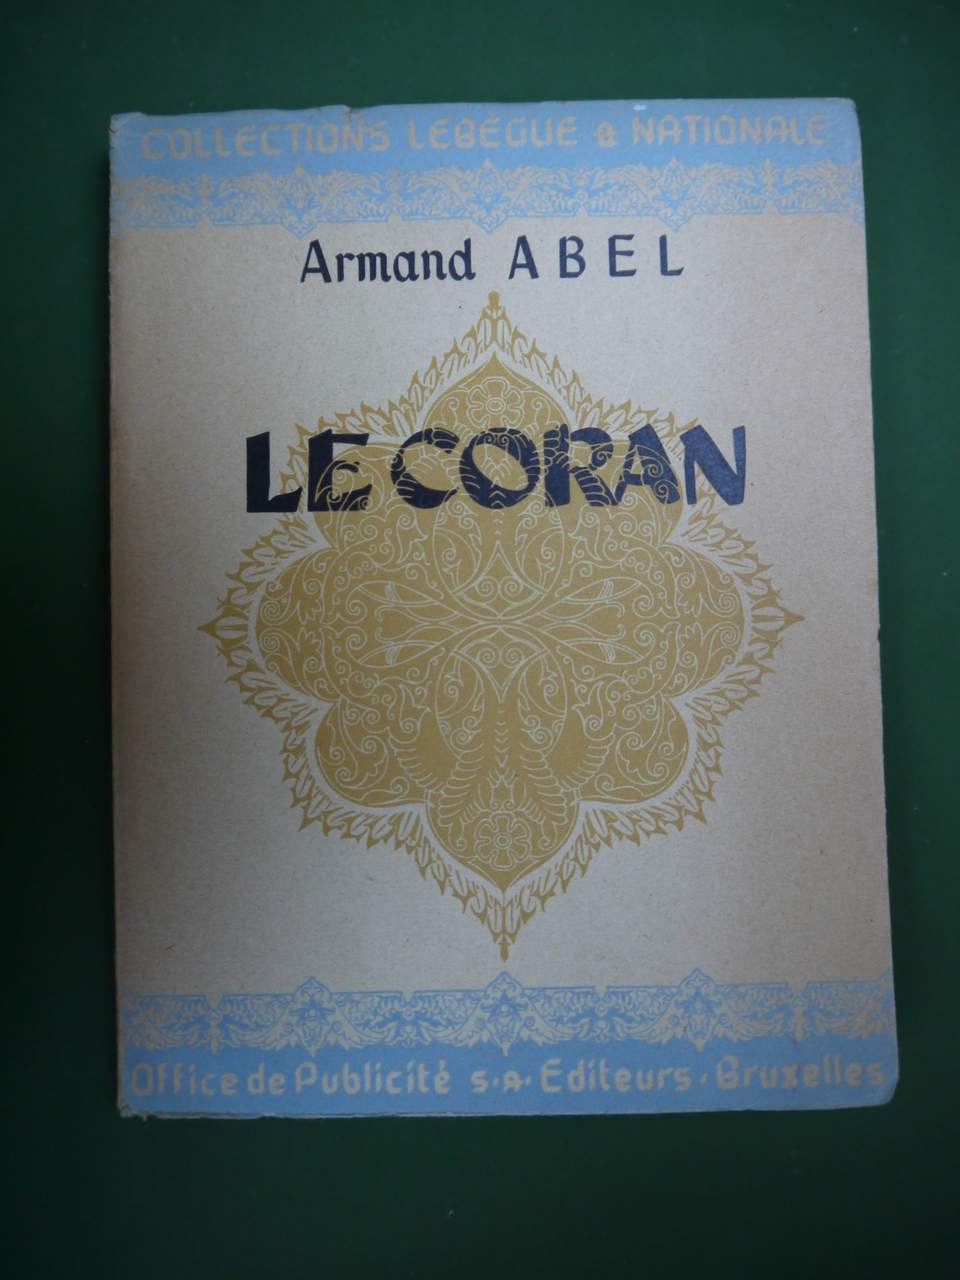 COLLECTIONS LEBÈGUE & NATIONALE
Armand ABEL
LE CORAN
Office de Publicité S.A. Editeurs. Bruxelles